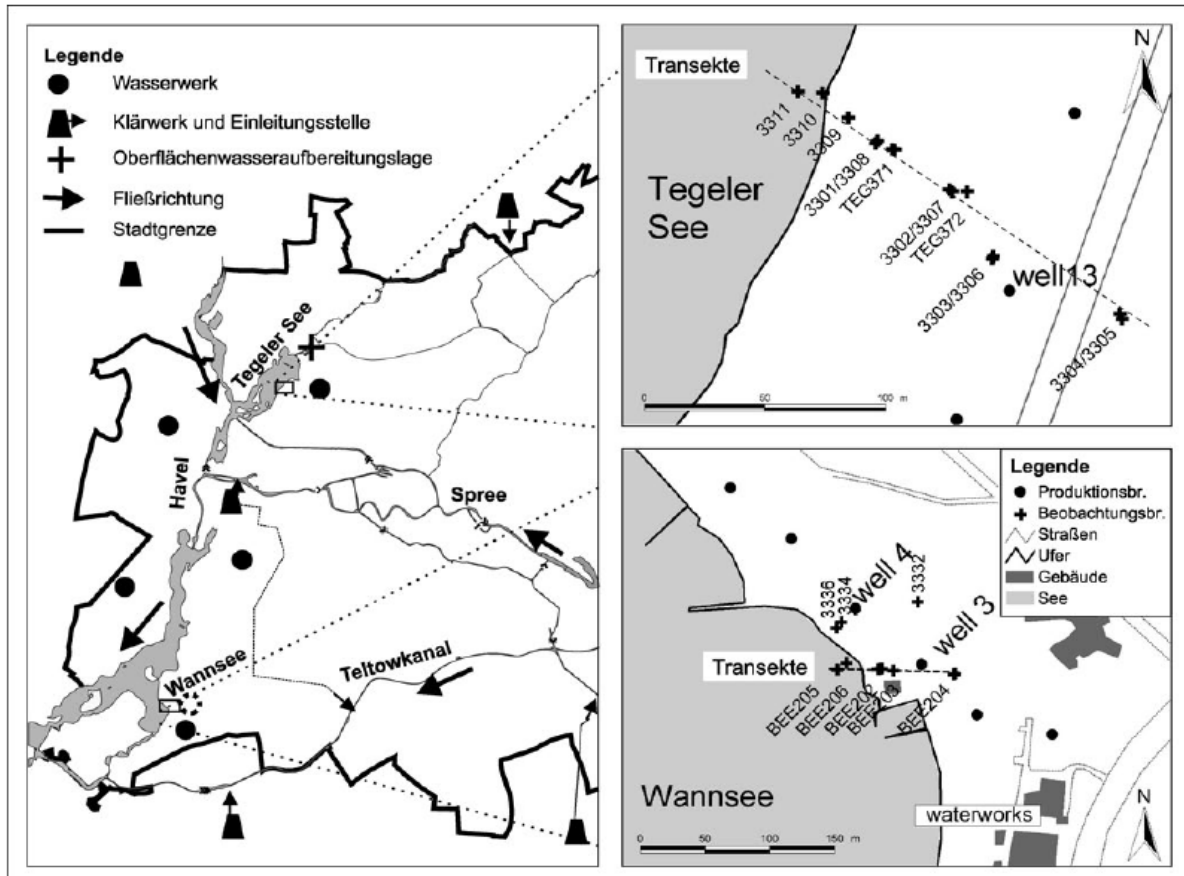 Legende
Wasserwerk
Klärwerk und Einleitungsstelle
Oberflächenwasseraufbereitungslage
Fließrichtung
Stadtgrenze
Tegeler See
Havel
Spree
Teltowkanal
Wannsee
Transekte
N
3311
3310
3309
3301/3308
TEG371
3302/3307
TEG372
3303/3306
well 13
3304/3305
Tegeler
See
0 50 100 m
Legende
Produktionsbr.
Beobachtungsbr.
Straßen
Ufer
Gebäude
See
3336
3334
well 4
3332
well 3
Transekte
BEE205
BEE206
BEE202
BEE203
BEE204
Wannsee
waterworks
N
0 50 100 150 m